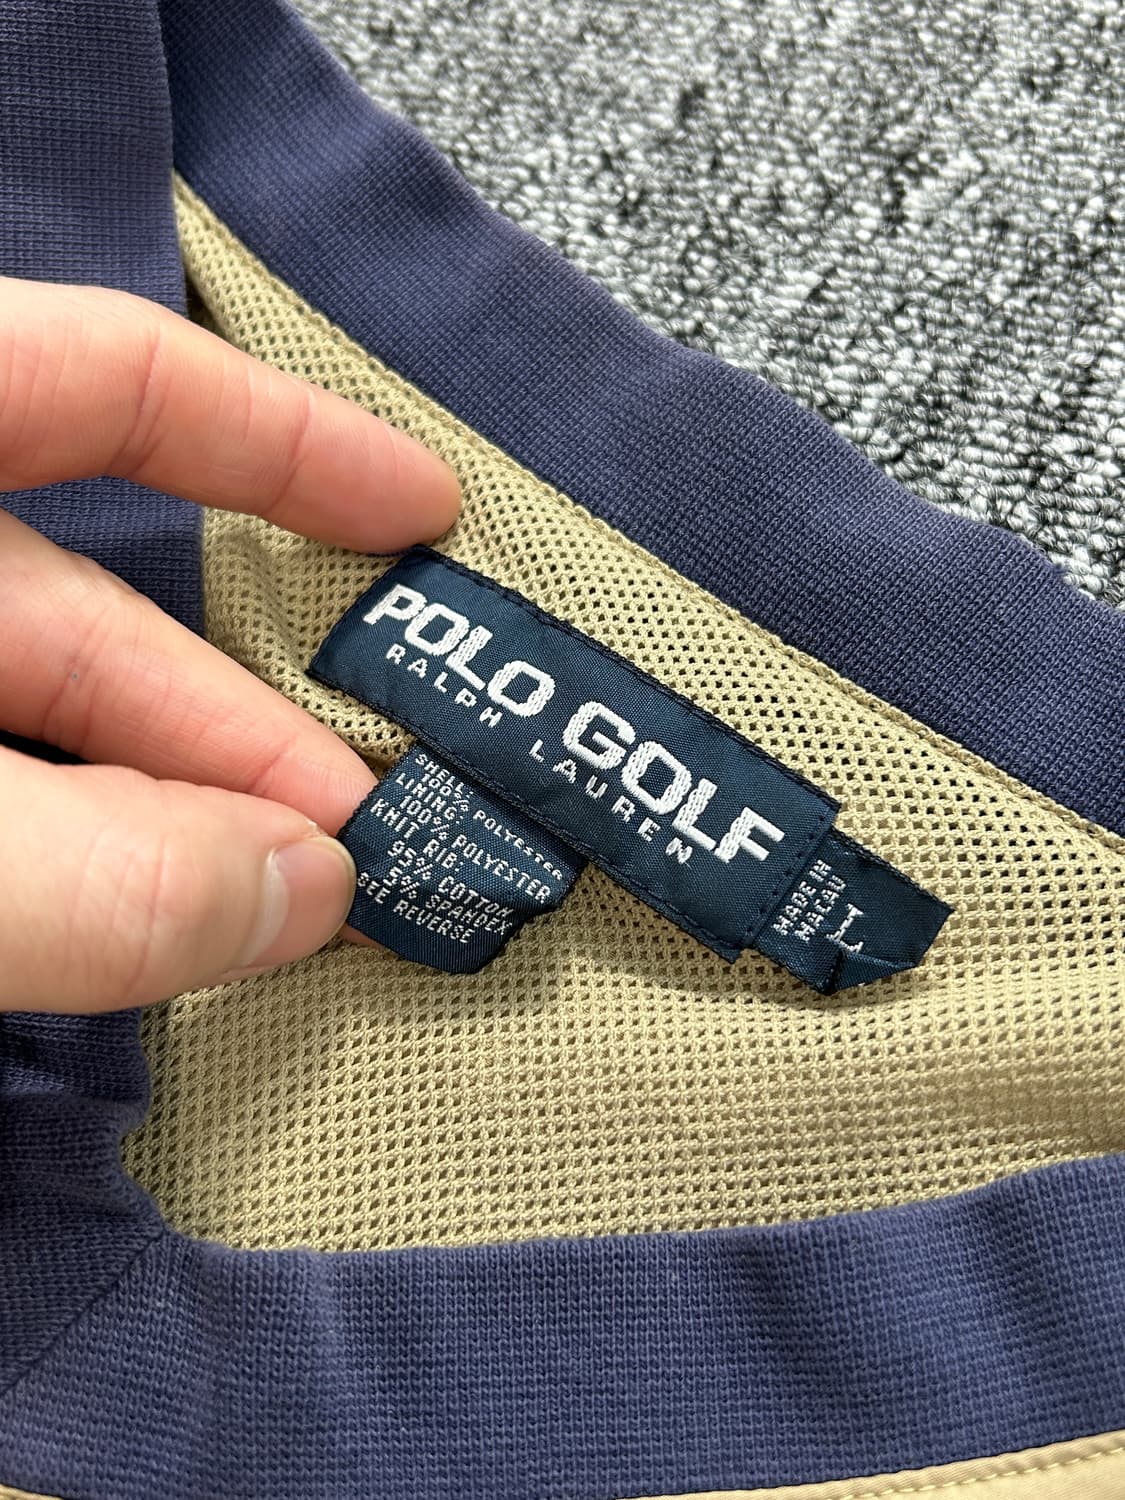 POLO GOLF
RALPH LAUREN
SHELL:
100% POLYESTER
LINING:
100% POLYESTER
KNIT RIB:
95% COTTON
5% SPANDEX
SEE REVERSE
MADE IN
MACAU
L